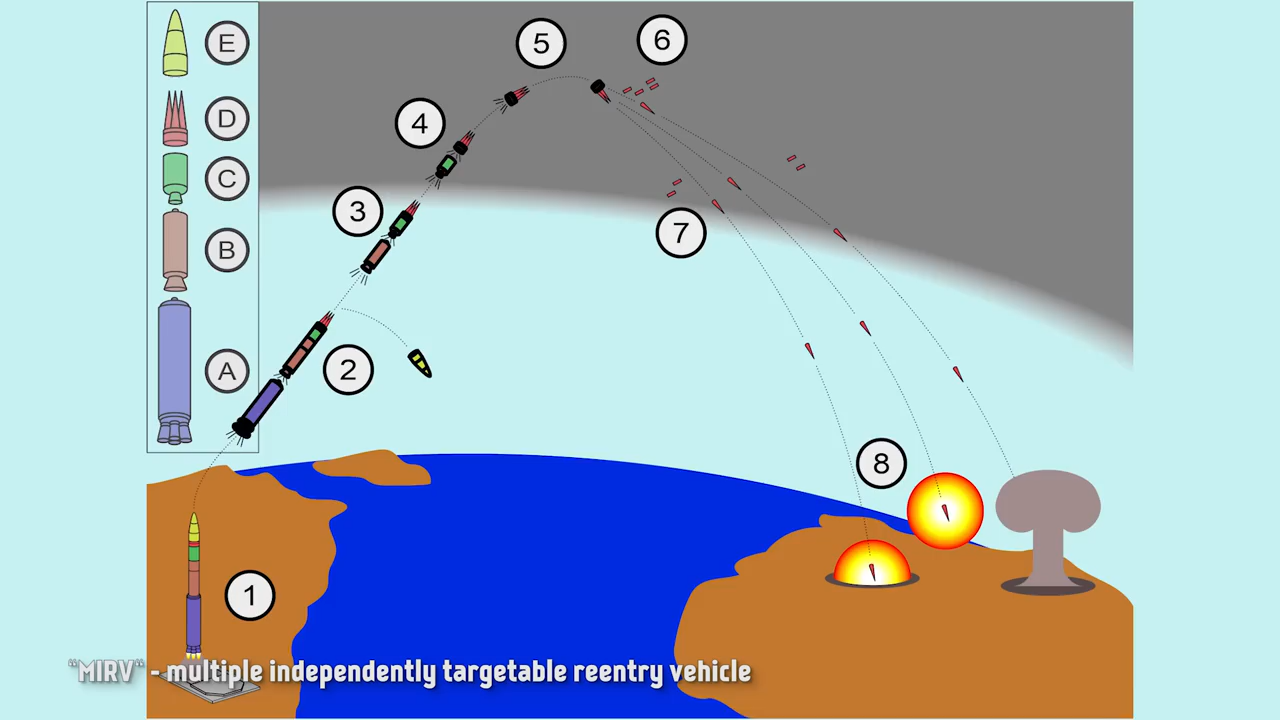 E
D
C
B
A
1
2
3
4
5
6
7
8
"MIRV" - multiple independently targetable reentry vehicle